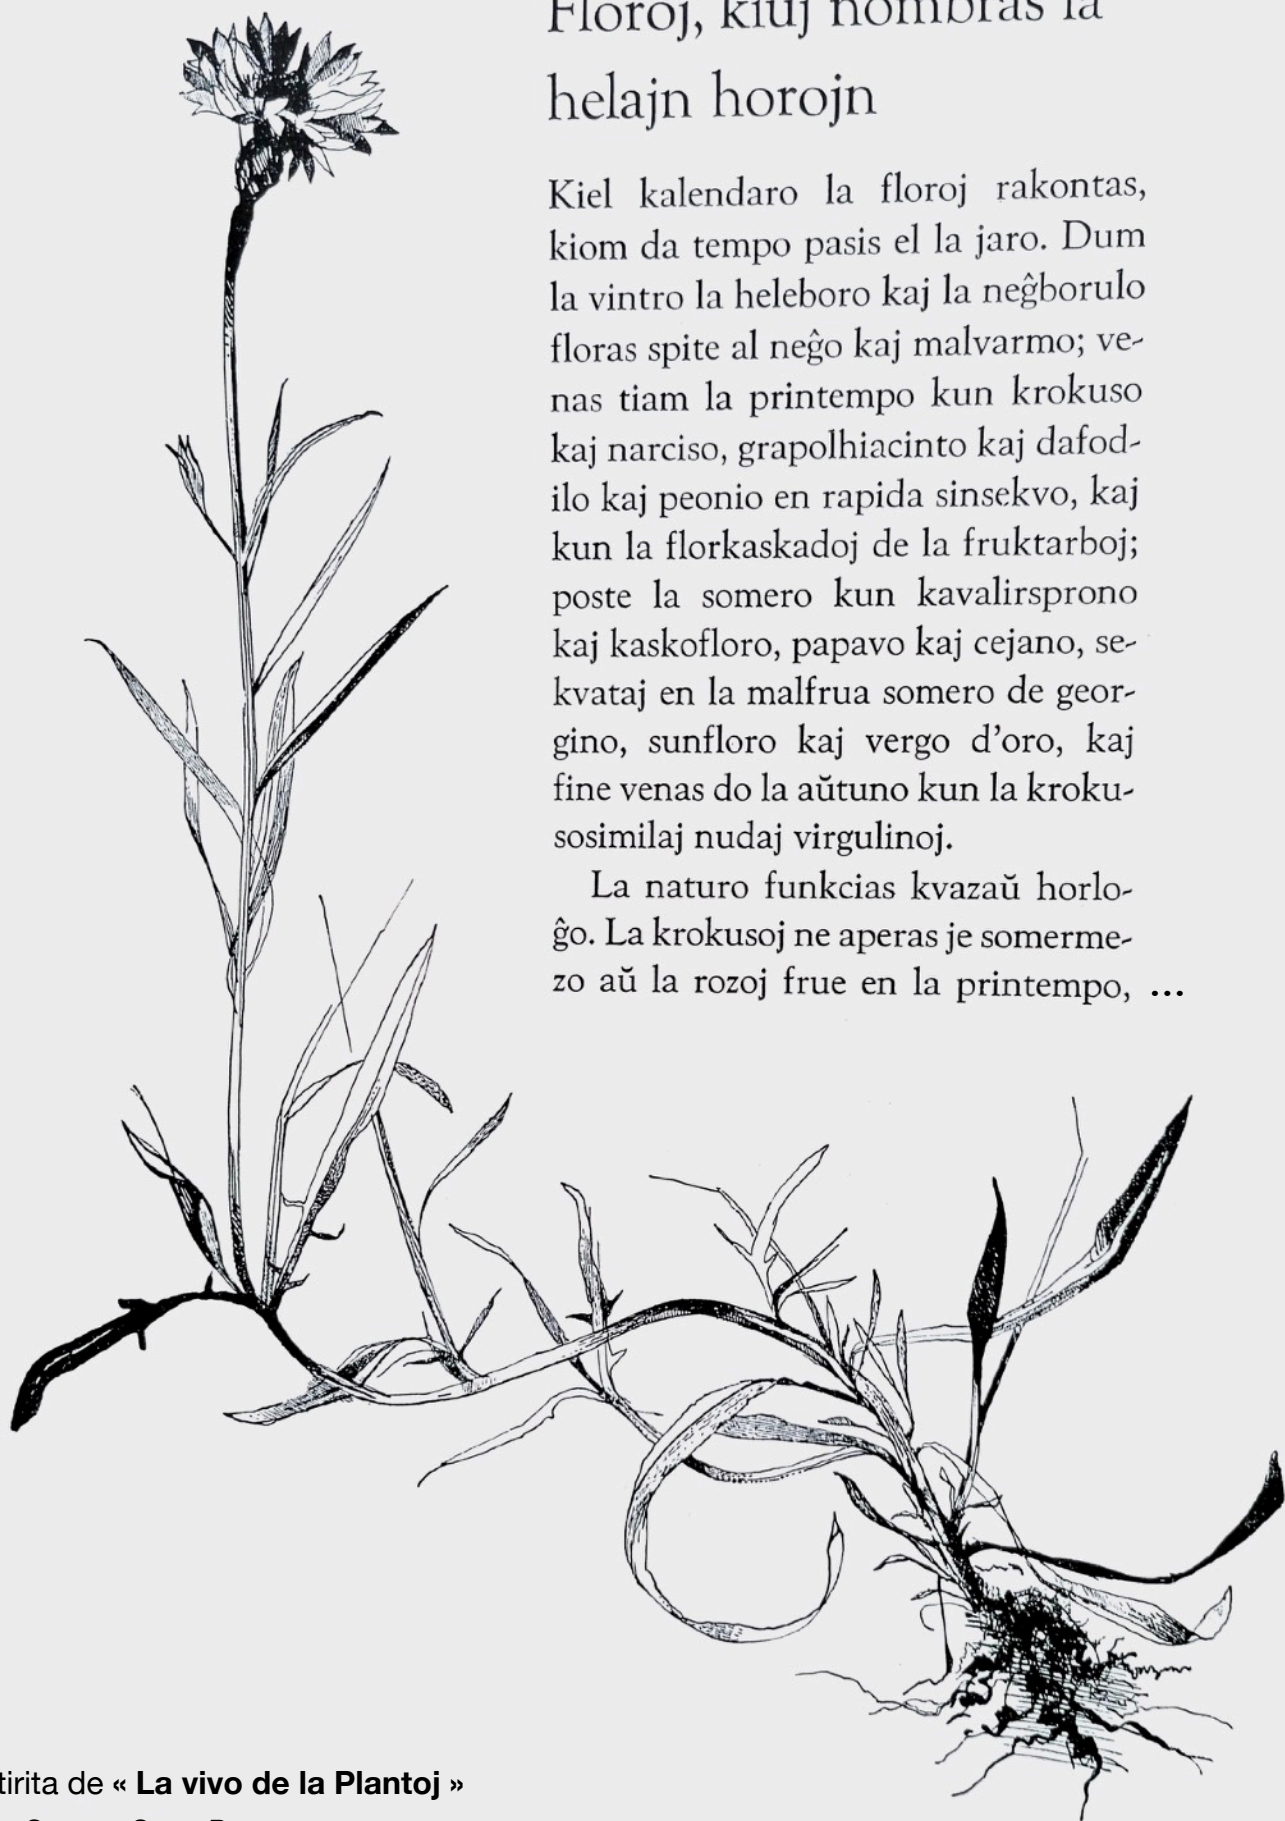 Floroj, kiuj nombras la
helajn horojn
Kiel kalendaro la floroj rakontas,
kiom da tempo pasis el la jaro. Dum
la vintro la heleboro kaj la neĝborulo
floras spite al neĝo kaj malvarmo; ve-
nas tiam la printempo kun krokuso
kaj narciso, grapolhiacinto kaj dafod-
ilo kaj peonio en rapida sinsekvo, kaj
kun la florkaskadoj de la fruktarboj;
poste la somero kun kavalirsprono
kaj kaskofloro, papavo kaj cejano, se-
kvataj en la malfrua somero de geor-
gino, sunfloro kaj vergo d’oro, kaj
fine venas do la aŭtuno kun la kroku-
sosimilaj nudaj virgulinoj.
La naturo funkcias kvazaŭ horlo-
ĝo. La krokusoj ne aperas je somerme-
zo aŭ la rozoj frue en la printempo, ...
tirita de « La vivo de la Plantoj »